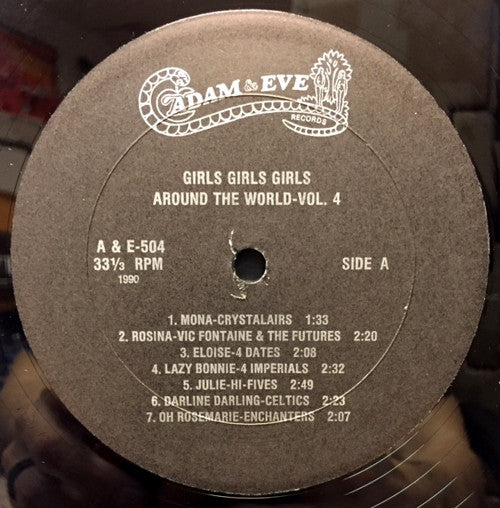 ADAM & EVE
RECORDS
GIRLS GIRLS GIRLS
AROUND THE WORLD-VOL. 4
A & E-504
33⅓ RPM
1990
SIDE A
1. MONA-CRYSTALAIRS 1:33
2. ROSINA-VIC FONTAINE & THE FUTURES 2:20
3. ELOISE-4 DATES 2:08
4. LAZY BONNIE-4 IMPERIALS 2:32
5. JULIE-HI-FIVES 2:49
6. DARLINE DARLING-CELTICS 2:23
7. OH ROSEMARIE-ENCHANTERS 2:07